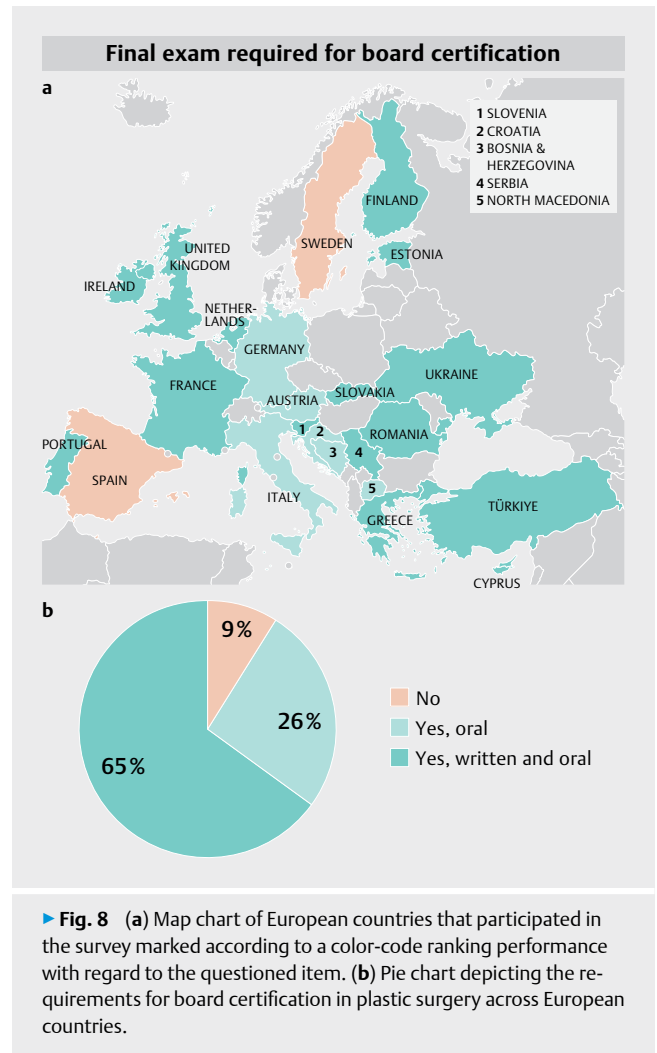 Final exam required for board certification
a
1 SLOVENIA
2 CROATIA
3 BOSNIA &
HERZEGOVINA
4 SERBIA
5 NORTH MACEDONIA
FINLAND
SWEDEN
ESTONIA
UNITED
KINGDOM
IRELAND
NETHER-
LANDS
GERMANY
UKRAINE
FRANCE
SLOVAKIA
AUSTRIA
1
2
ROMANIA
3
4
PORTUGAL
SPAIN
ITALY
5
TÜRKIYE
GREECE
CYPRUS
b
9%
26%
65%
No
Yes, oral
Yes, written and oral
► Fig. 8 (a) Map chart of European countries that participated in
the survey marked according to a color-code ranking performance
with regard to the questioned item. (b) Pie chart depicting the re-
quirements for board certification in plastic surgery across European
countries.